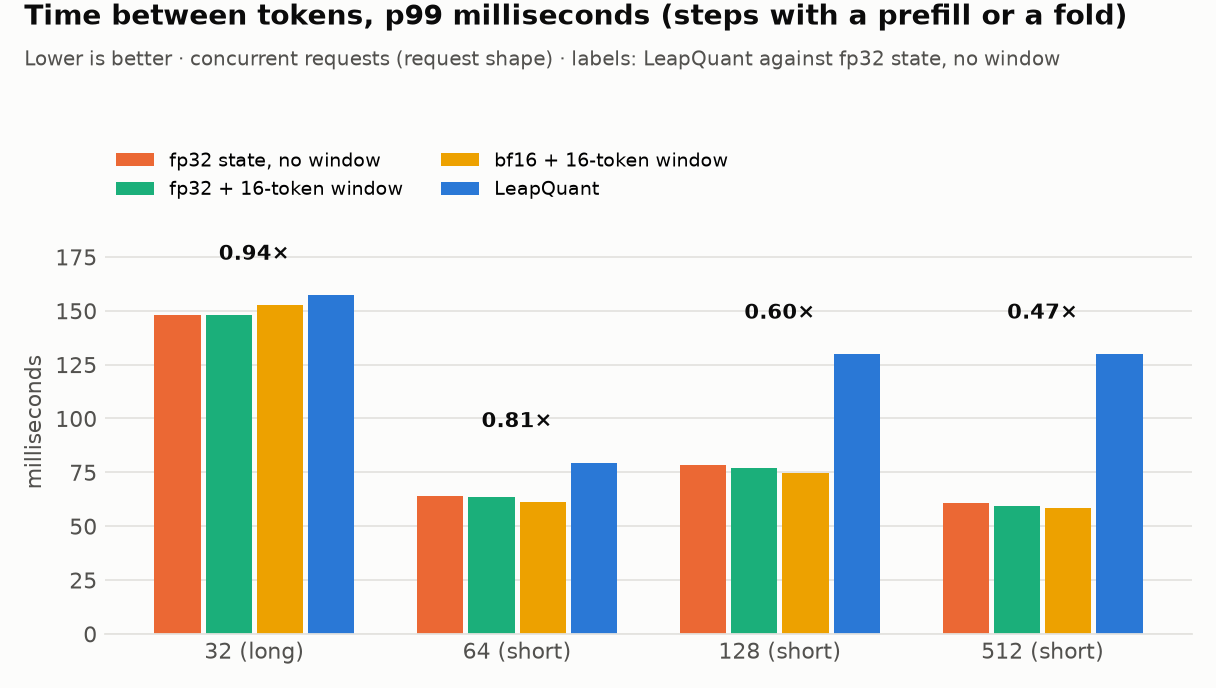 Time between tokens, p99 milliseconds (steps with a prefill or a fold)
Lower is better · concurrent requests (request shape) · labels: LeapQuant against fp32 state, no window
fp32 state, no window
bf16 + 16-token window
fp32 + 16-token window
LeapQuant
milliseconds
175
150
125
100
75
50
25
0
0.94×
0.81×
0.60×
0.47×
32 (long)
64 (short)
128 (short)
512 (short)